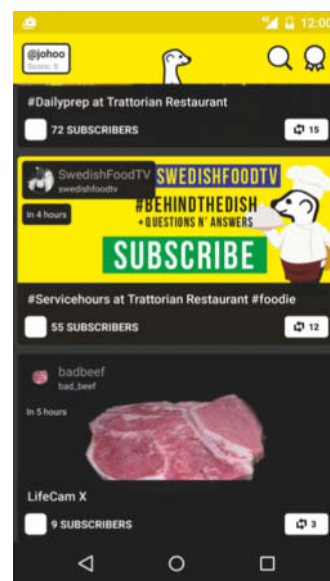 12:00
@johoo
Score: 0
#Dailyprep at Trattorian Restaurant
72 SUBSCRIBERS
15
SwedishFoodTV
swedishfoodtv
SWEDISHFOODTV
In 4 hours
#BEHINDTHEDISH
+QUESTIONS N' ANSWERS
SUBSCRIBE
#Servicehours at Trattorian Restaurant #foodie
55 SUBSCRIBERS
12
badbeef
bad_beef
In 5 hours
LifeCam X
9 SUBSCRIBERS
3